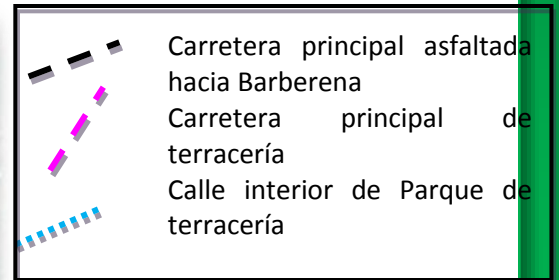 Carretera principal asfaltada
hacia Barberena
Carretera principal de
terracería
Calle interior de Parque de
terracería